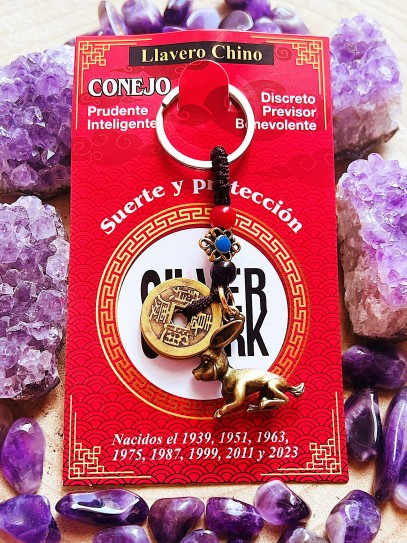 Llavero Chino
CONEJO
Prudente
Inteligente
Discreto
Previsor
Benevolente
Suerte y protección
Nacidos el 1939, 1951, 1963,
1975, 1987, 1999, 2011 y 2023